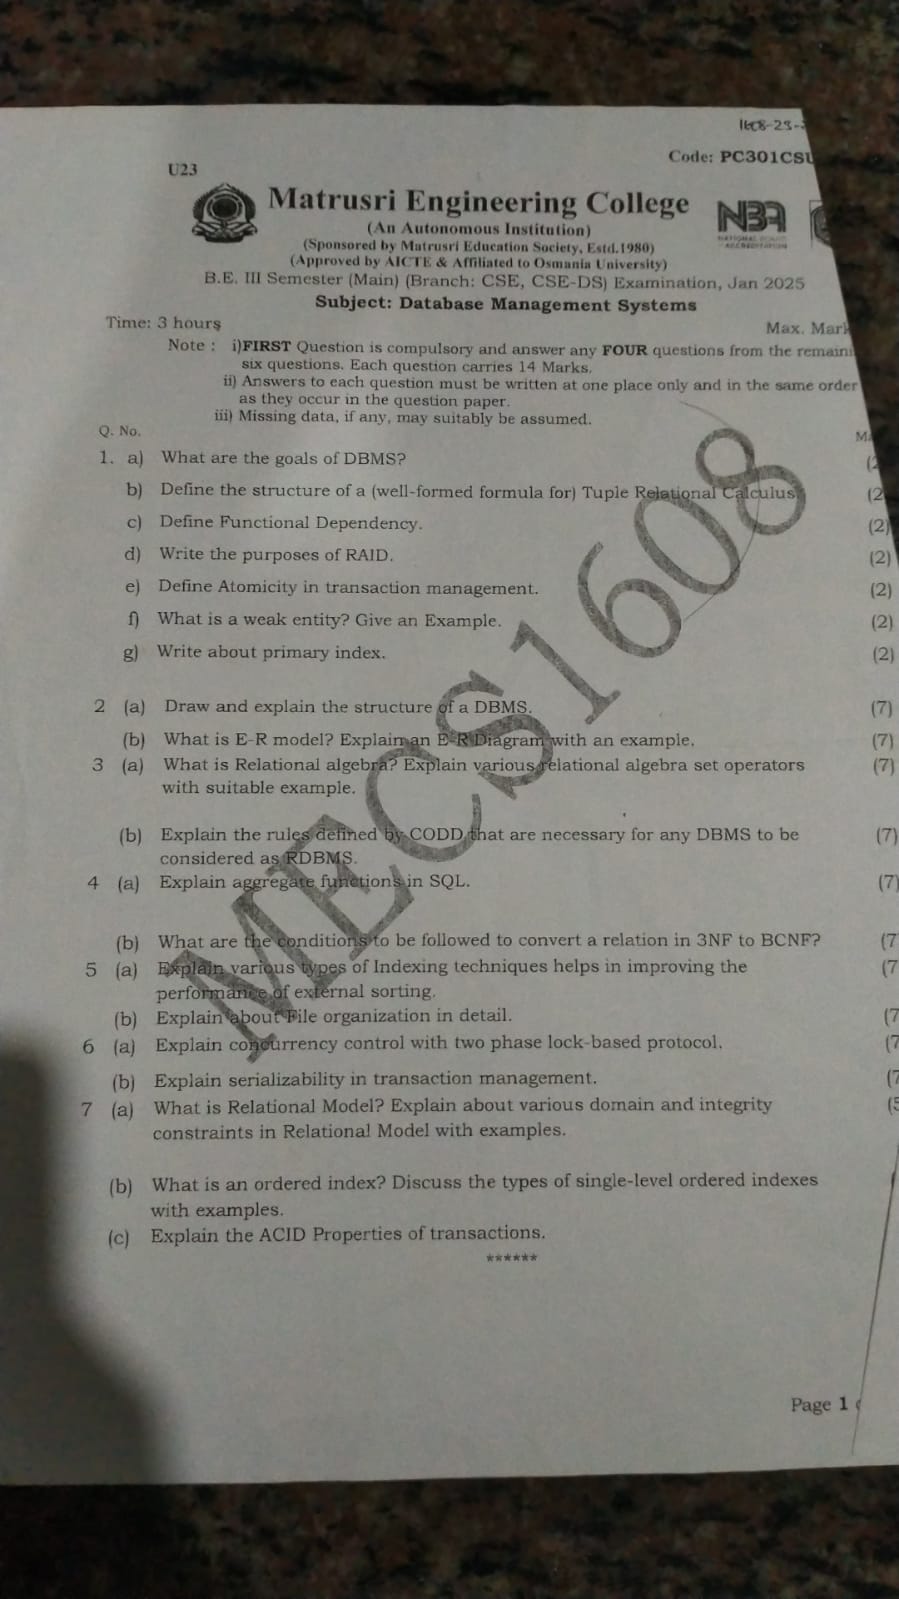 1608-23-
Code: PC301CSU
U23
Matrusri Engineering College
(An Autonomous Institution)
(Sponsored by Matrusri Education Society, Estd.1980)
(Approved by AICTE & Affiliated to Osmania University)
NBA
NATIONAL BOARD
of ACCREDITATION
B.E. III Semester (Main) (Branch: CSE, CSE-DS) Examination, Jan 2025
Subject: Database Management Systems
Time: 3 hours Max. Mark
Note : i)FIRST Question is compulsory and answer any FOUR questions from the remaini
six questions. Each question carries 14 Marks.
ii) Answers to each question must be written at one place only and in the same order
as they occur in the question paper.
iii) Missing data, if any, may suitably be assumed.
Q. No. Ma
1. a) What are the goals of DBMS? (2
b) Define the structure of a (well-formed formula for) Tuple Relational Calculus? (2
c) Define Functional Dependency. (2)
d) Write the purposes of RAID. (2)
e) Define Atomicity in transaction management. (2)
f) What is a weak entity? Give an Example. (2)
g) Write about primary index. (2)
2 (a) Draw and explain the structure of a DBMS. (7)
(b) What is E-R model? Explain an E-R Diagram with an example. (7)
3 (a) What is Relational algebra? Explain various relational algebra set operators (7)
with suitable example.
(b) Explain the rules defined by CODD that are necessary for any DBMS to be (7)
considered as RDBMS.
4 (a) Explain aggregate functions in SQL. (7)
(b) What are the conditions to be followed to convert a relation in 3NF to BCNF? (7
5 (a) Explain various types of Indexing techniques helps in improving the (7
performance of external sorting.
(b) Explain about File organization in detail. (7
6 (a) Explain concurrency control with two phase lock-based protocol. (7
(b) Explain serializability in transaction management. (7
7 (a) What is Relational Model? Explain about various domain and integrity (5
constraints in Relational Model with examples.
(b) What is an ordered index? Discuss the types of single-level ordered indexes
with examples.
(c) Explain the ACID Properties of transactions.
******
MECS1608
Page 1